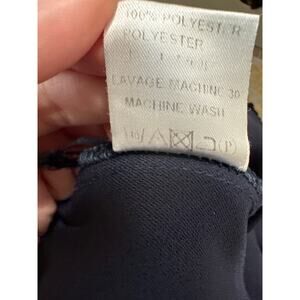 100% POLYESTER
POLYESTER
LAVAGE MACHINE 30°
MACHINE WASH
(P)